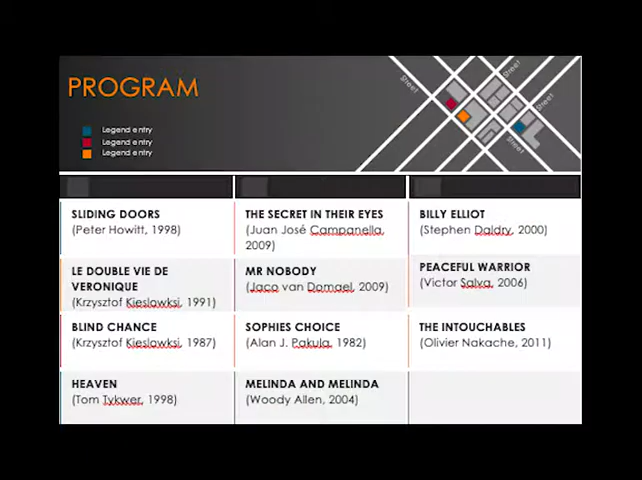 PROGRAM
Street
Street
Street
Street
Legend entry
Legend entry
Legend entry
SLIDING DOORS
(Peter Howitt, 1998)
LE DOUBLE VIE DE
VERONIQUE
(Krzysztof Kieslowksi, 1991)
BLIND CHANCE
(Krzysztof Kieslowksi, 1987)
HEAVEN
(Tom Tykwer, 1998)
THE SECRET IN THEIR EYES
(Juan José Campanella,
2009)
MR NOBODY
(Jaco van Domael, 2009)
SOPHIES CHOICE
(Alan J. Pakula, 1982)
MELINDA AND MELINDA
(Woody Allen, 2004)
BILLY ELLIOT
(Stephen Daldry, 2000)
PEACEFUL WARRIOR
(Victor Salva, 2006)
THE INTOUCHABLES
(Olivier Nakache, 2011)